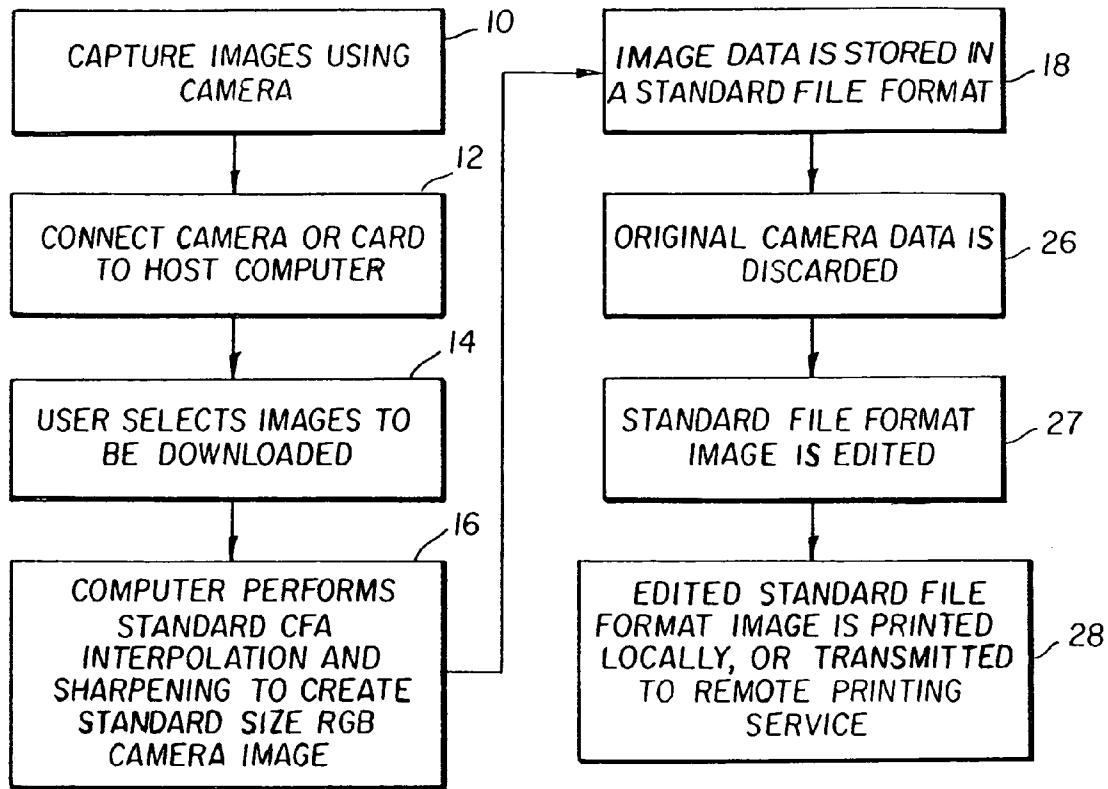 10
CAPTURE IMAGES USING
CAMERA
12
CONNECT CAMERA OR CARD
TO HOST COMPUTER
14
USER SELECTS IMAGES TO
BE DOWNLOADED
16
COMPUTER PERFORMS
STANDARD CFA
INTERPOLATION AND
SHARPENING TO CREATE
STANDARD SIZE RGB
CAMERA IMAGE
IMAGE DATA IS STORED IN
A STANDARD FILE FORMAT
18
ORIGINAL CAMERA DATA IS
DISCARDED
26
STANDARD FILE FORMAT
IMAGE IS EDITED
27
EDITED STANDARD FILE
FORMAT IMAGE IS PRINTED
LOCALLY, OR TRANSMITTED
TO REMOTE PRINTING
SERVICE
28